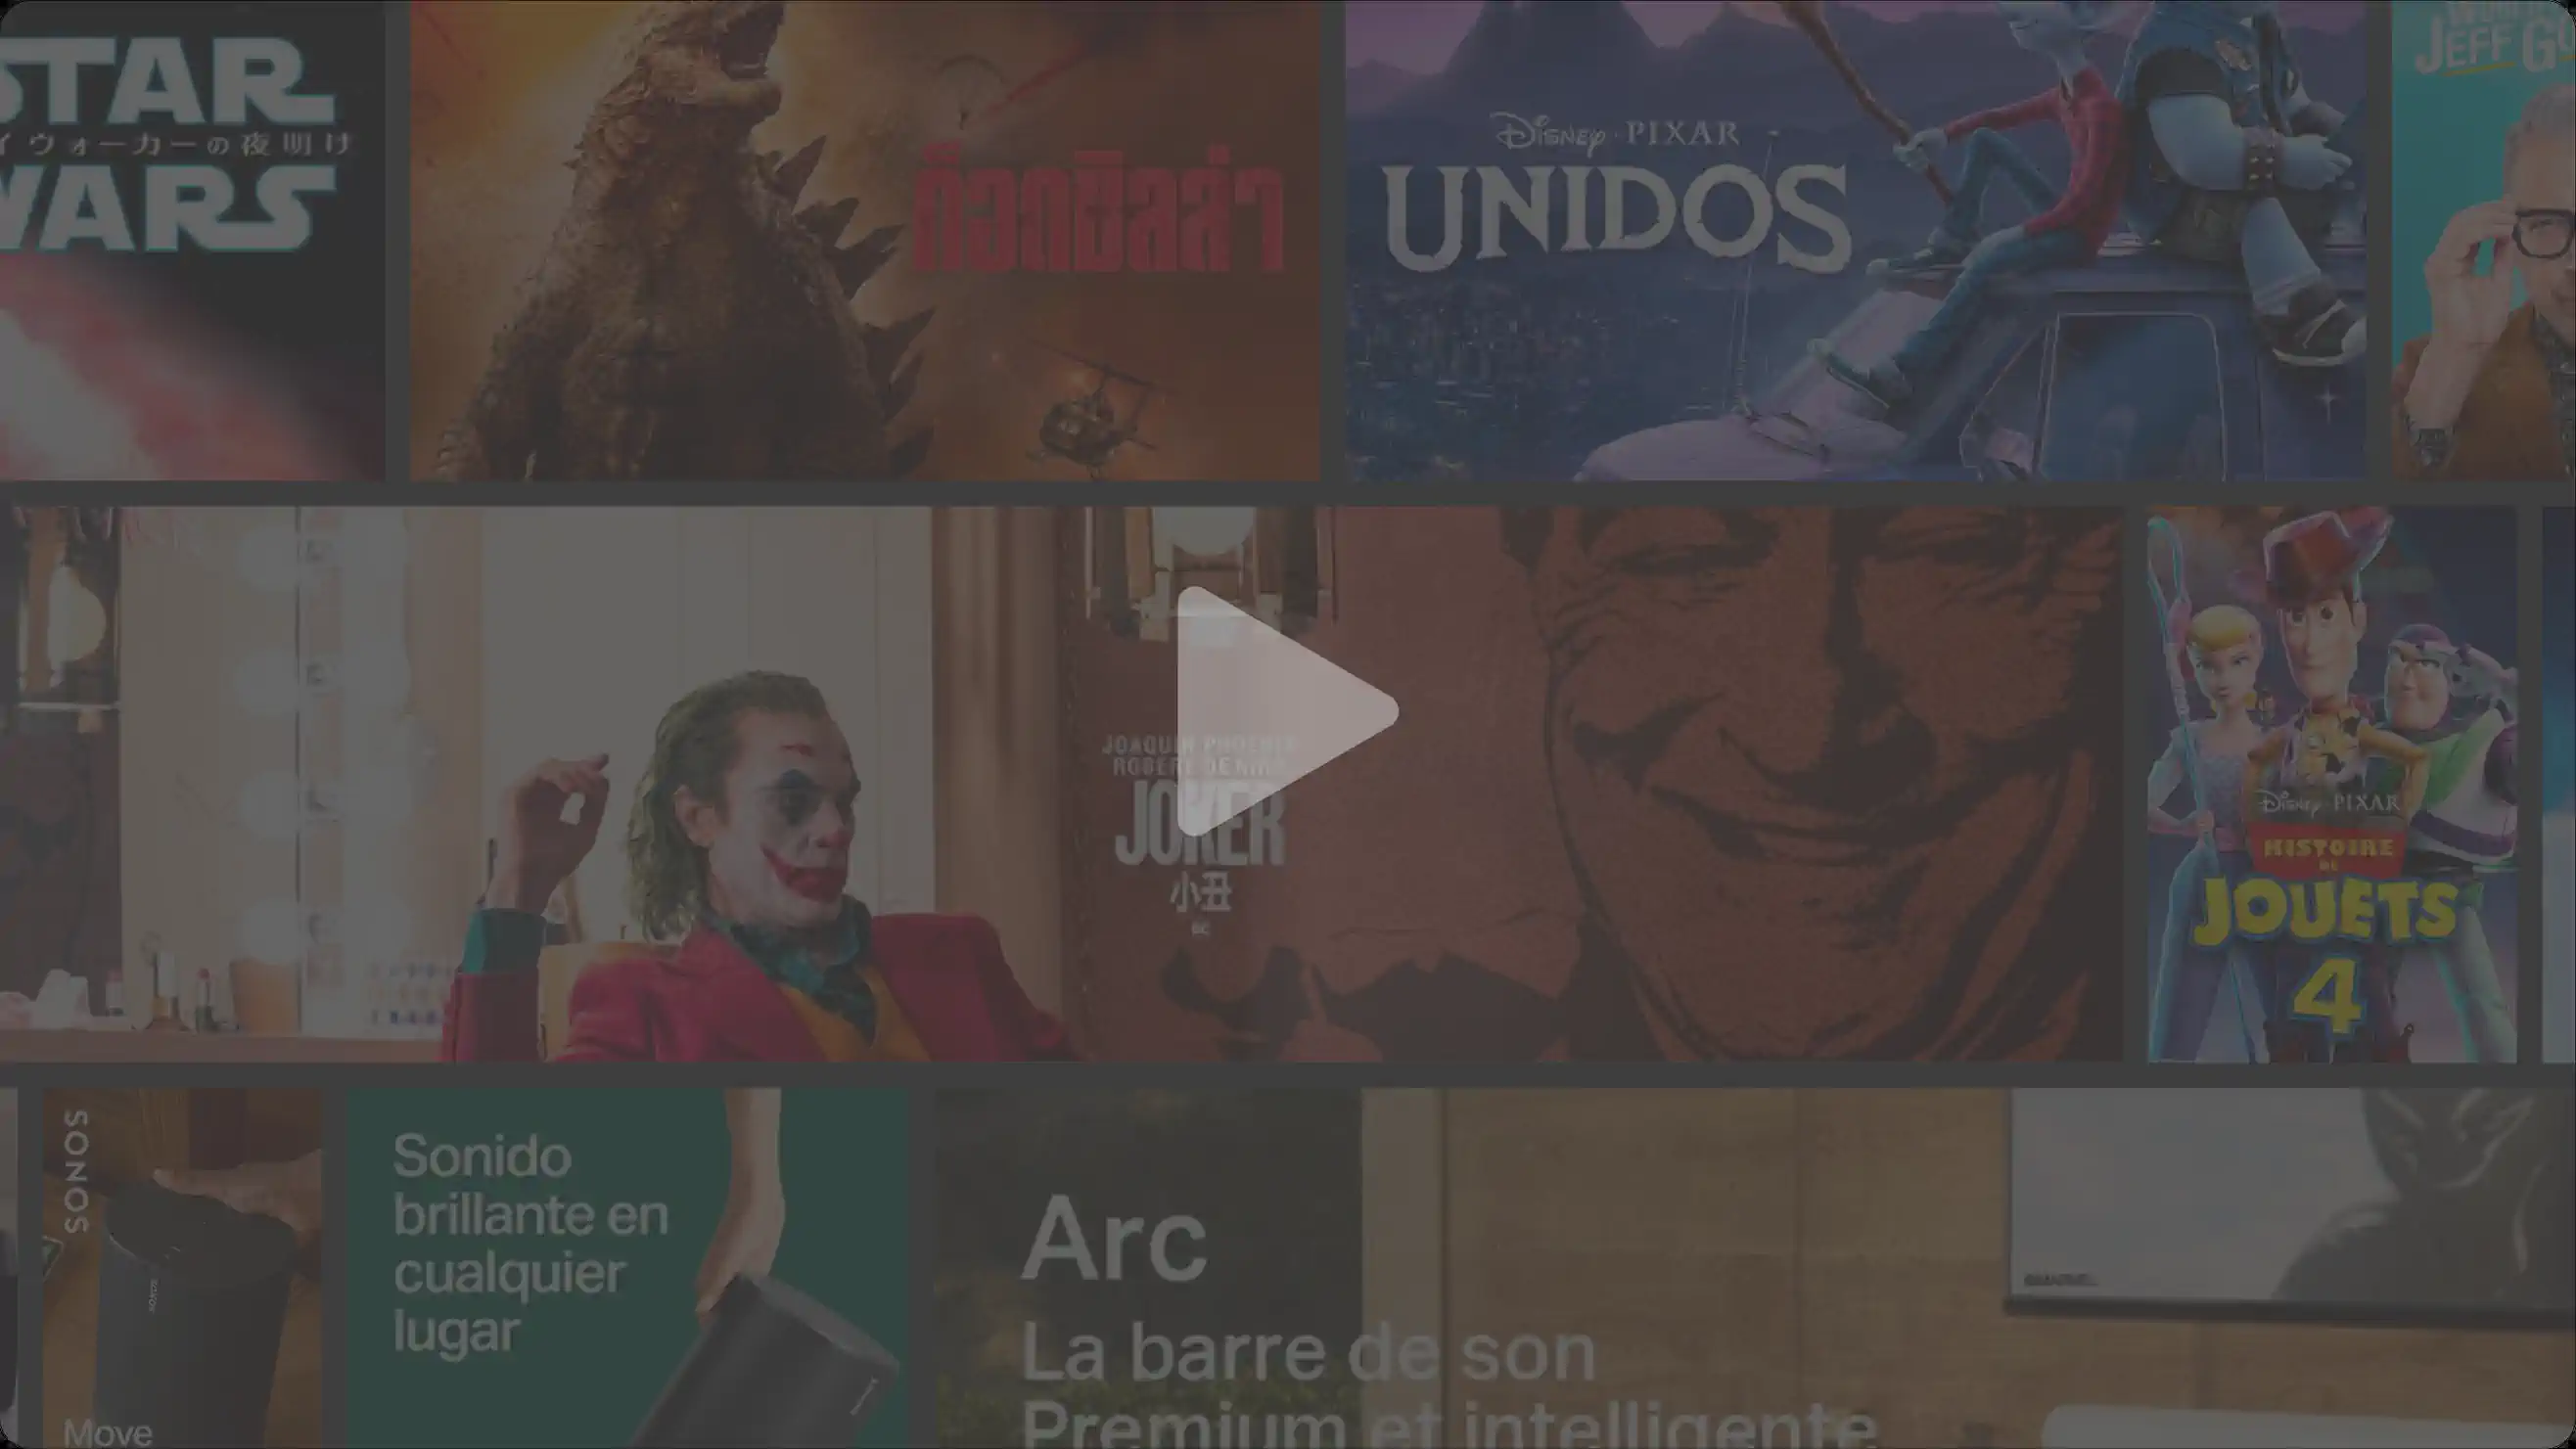 STAR
イウォーカーの夜明け
WARS
ก็อดซิลล่า
Disney · PIXAR
UNIDOS
JEFF
JOAQUIN PHOENIX
ROBERT DE NIRO
JOKER
小丑
Disney · PIXAR
HISTOIRE
DE
JOUETS
4
SONOS
Move
Sonido
brillante en
cualquier
lugar
Arc
La barre de son
Premium et intelligente